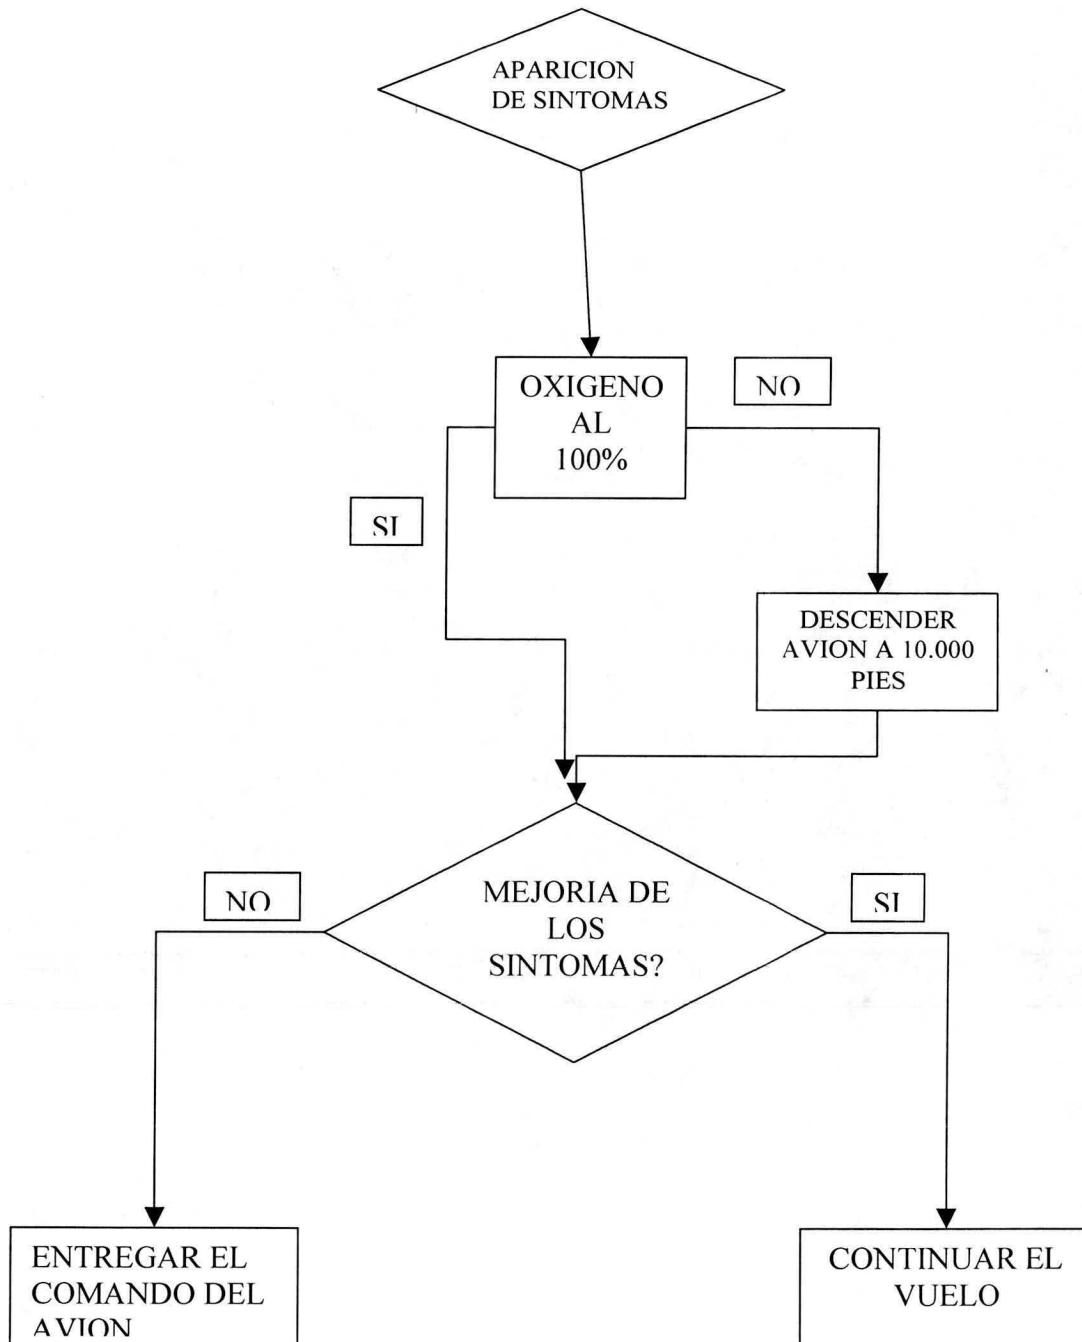 APARICION
DE SINTOMAS
OXIGENO
AL
100%
NO
SI
DESCENDER
AVION A 10.000
PIES
NO
MEJORIA DE
LOS
SINTOMAS?
SI
ENTREGAR EL
COMANDO DEL
AVION
CONTINUAR EL
VUELO